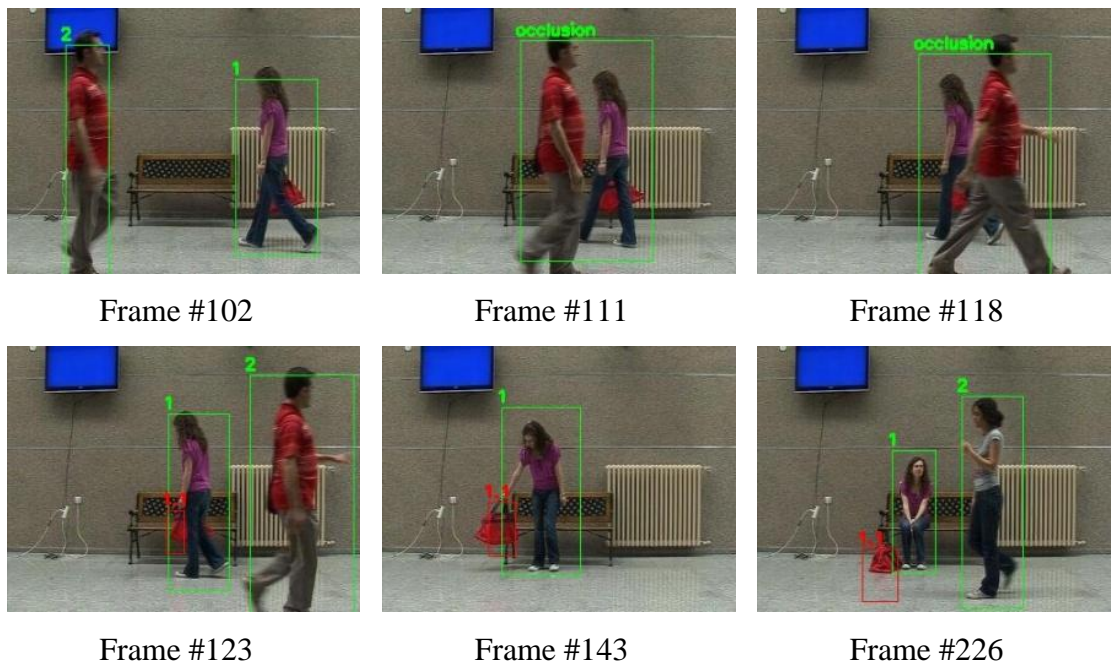 2
1
occlusion
occlusion
Frame #102
Frame #111
Frame #118
1
2
1.1
1
1.1
1
2
1.1
Frame #123
Frame #143
Frame #226